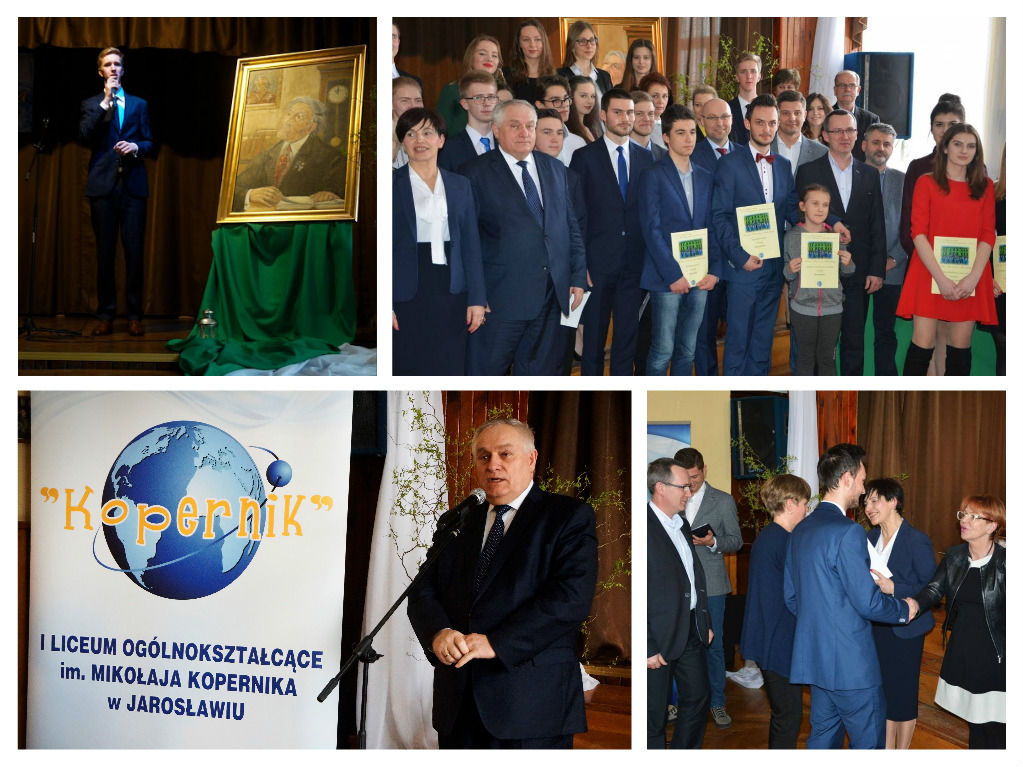 "Kopernik"
I LICEUM OGÓLNOKSZTAŁCĄCE
im. MIKOŁAJA KOPERNIKA
w JAROSŁAWIU